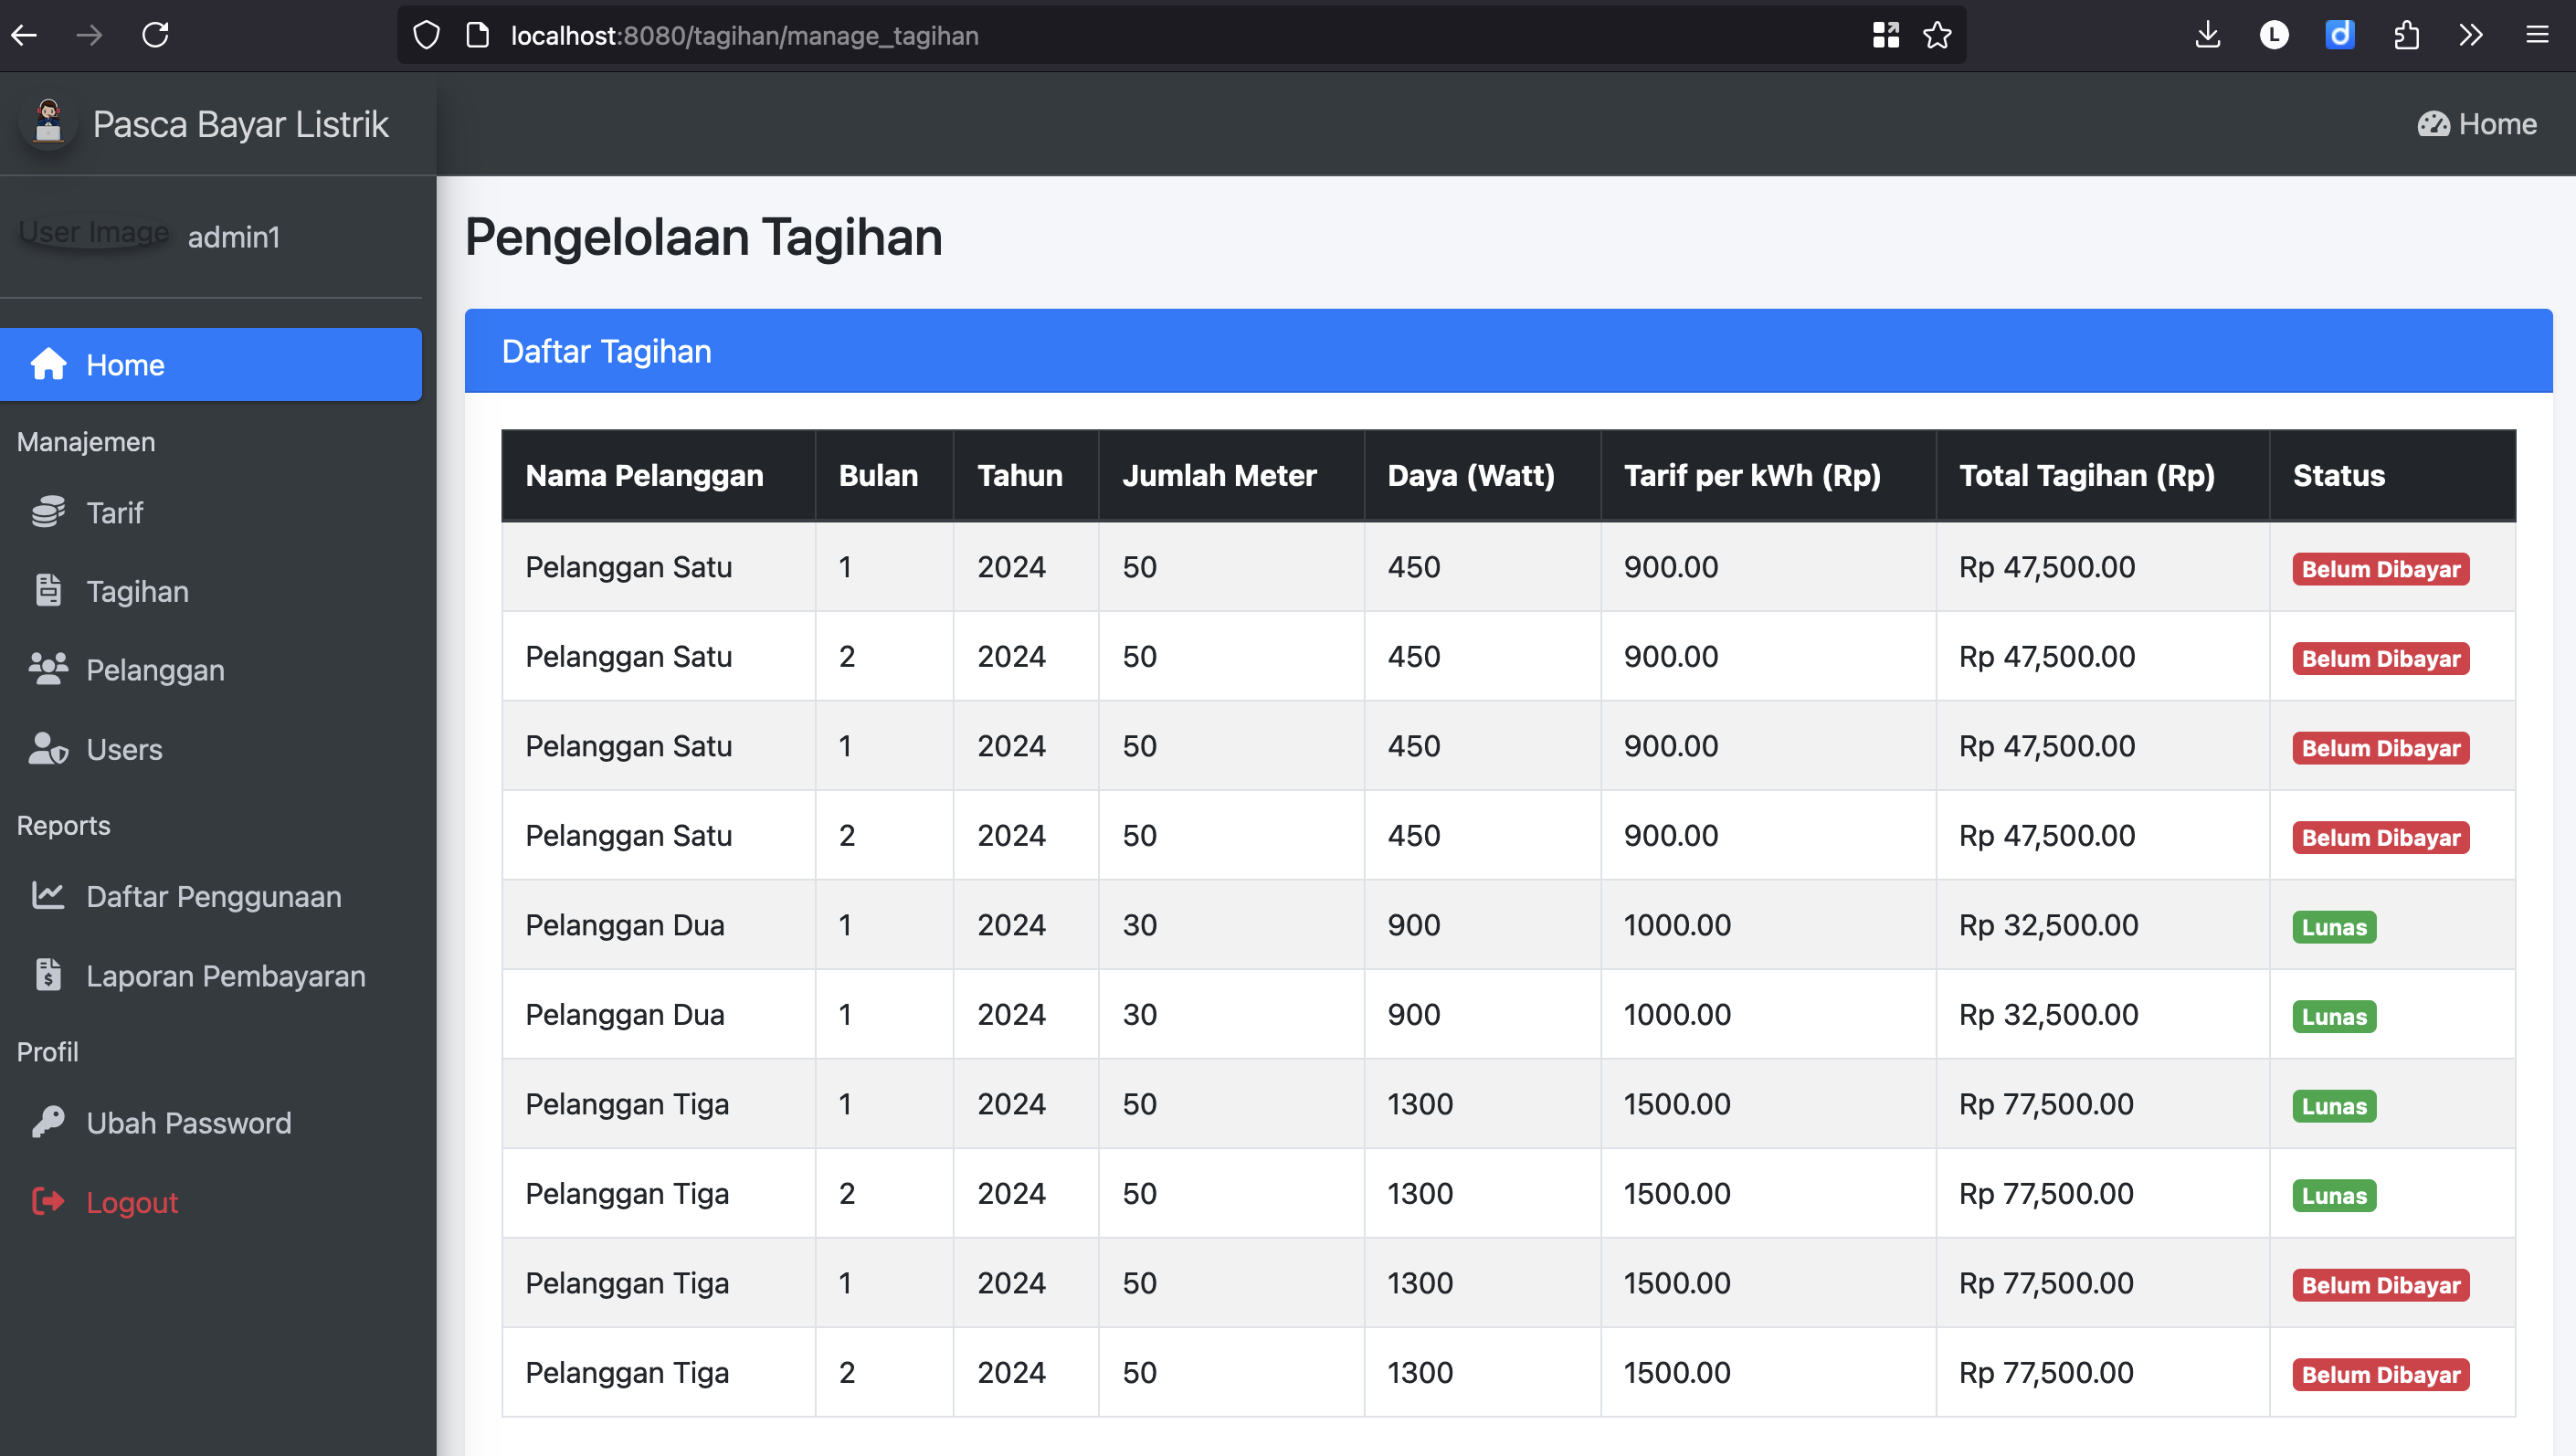 localhost:8080/tagihan/manage_tagihan
L
d
Pasca Bayar Listrik
Home
User Image admin1
Home
Manajemen
Tarif
Tagihan
Pelanggan
Users
Reports
Daftar Penggunaan
Laporan Pembayaran
Profil
Ubah Password
Logout
Pengelolaan Tagihan
Daftar Tagihan
Nama Pelanggan Bulan Tahun Jumlah Meter Daya (Watt) Tarif per kWh (Rp) Total Tagihan (Rp) Status
Pelanggan Satu 1 2024 50 450 900.00 Rp 47,500.00 Belum Dibayar
Pelanggan Satu 2 2024 50 450 900.00 Rp 47,500.00 Belum Dibayar
Pelanggan Satu 1 2024 50 450 900.00 Rp 47,500.00 Belum Dibayar
Pelanggan Satu 2 2024 50 450 900.00 Rp 47,500.00 Belum Dibayar
Pelanggan Dua 1 2024 30 900 1000.00 Rp 32,500.00 Lunas
Pelanggan Dua 1 2024 30 900 1000.00 Rp 32,500.00 Lunas
Pelanggan Tiga 1 2024 50 1300 1500.00 Rp 77,500.00 Lunas
Pelanggan Tiga 2 2024 50 1300 1500.00 Rp 77,500.00 Lunas
Pelanggan Tiga 1 2024 50 1300 1500.00 Rp 77,500.00 Belum Dibayar
Pelanggan Tiga 2 2024 50 1300 1500.00 Rp 77,500.00 Belum Dibayar